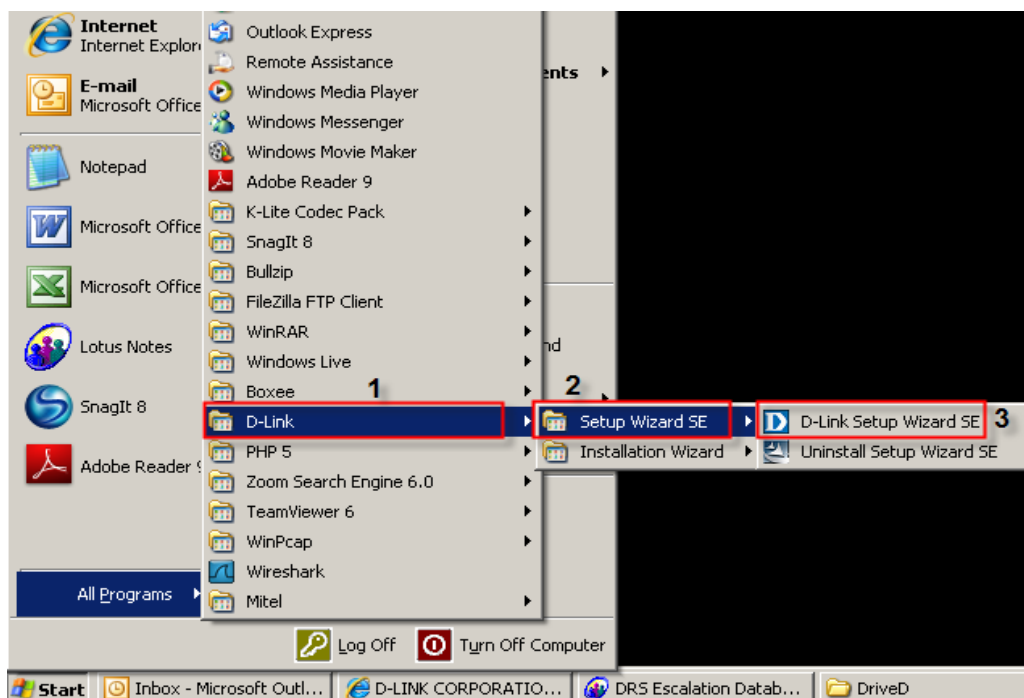 Internet
Internet Explor
E-mail
Microsoft Office
Notepad
Microsoft Office
Microsoft Office
Lotus Notes
SnagIt 8
Adobe Reader
All Programs
Outlook Express
Remote Assistance
Windows Media Player
Windows Messenger
Windows Movie Maker
Adobe Reader 9
K-Lite Codec Pack
SnagIt 8
Bullzip
FileZilla FTP Client
WinRAR
Windows Live
Boxee
1
D-Link
PHP 5
Zoom Search Engine 6.0
TeamViewer 6
WinPcap
Wireshark
Mitel
ents
nd
2
Setup Wizard SE
Installation Wizard
D-Link Setup Wizard SE
3
Uninstall Setup Wizard SE
Log Off
Turn Off Computer
Start
Inbox - Microsoft Outl...
D-LINK CORPORATIO...
DRS Escalation Datab...
DriveD